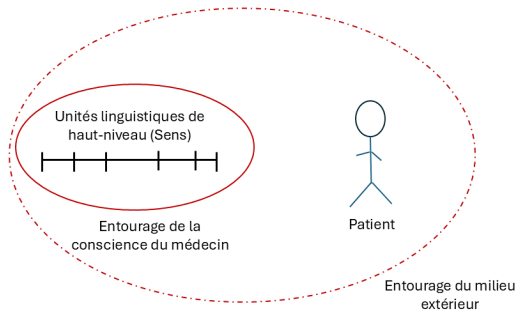 Unités linguistiques de
haut-niveau (Sens)
Entourage de la
conscience du médecin
Patient
Entourage du milieu
extérieur